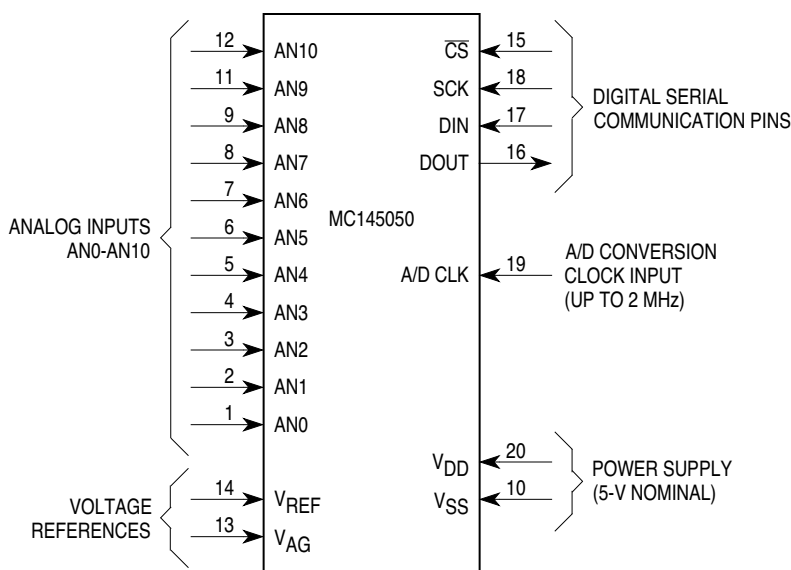 12 AN10
11 AN9
9 AN8
8 AN7
7 AN6
6 AN5
5 AN4
4 AN3
3 AN2
2 AN1
1 AN0
ANALOG INPUTS
AN0-AN10
14 VREF
13 VAG
VOLTAGE
REFERENCES
MC145050
CS 15
SCK 18
DIN 17
DOUT 16
DIGITAL SERIAL
COMMUNICATION PINS
A/D CLK 19
A/D CONVERSION
CLOCK INPUT
(UP TO 2 MHz)
VDD 20
VSS 10
POWER SUPPLY
(5-V NOMINAL)